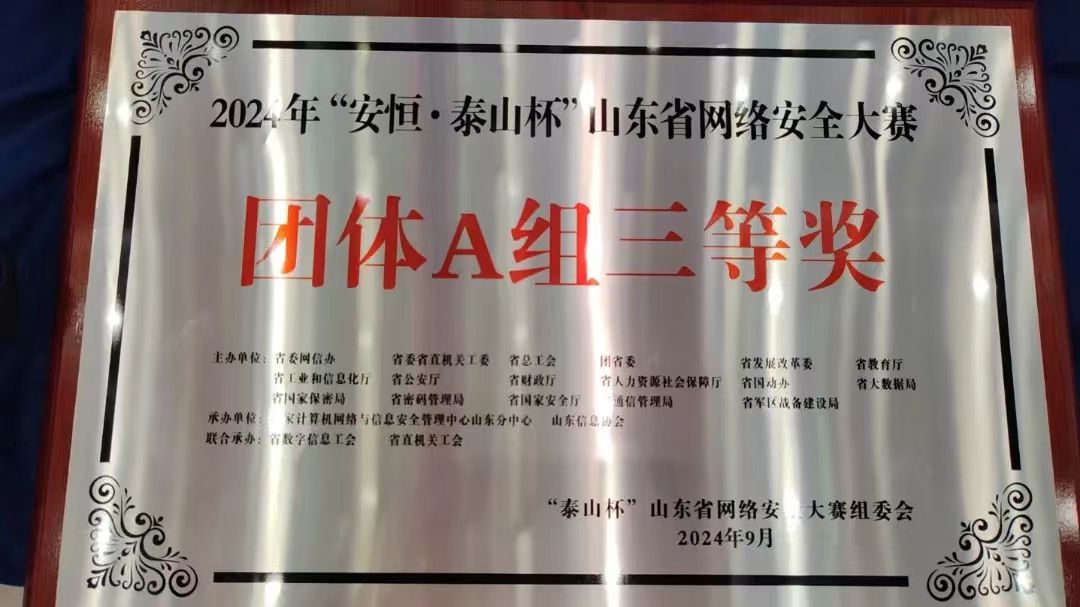 2024年“安恒·泰山杯”山东省网络安全大赛
团体A组三等奖
主办单位：省委网信办 省委省直机关工委 省总工会 团省委 省发展改革委 省教育厅
省工业和信息化厅 省公安厅 省财政厅 省人力资源社会保障厅 省国动办 省大数据局
省国家保密局 省密码管理局 省国家安全厅 通信管理局 省军区战备建设局
承办单位：家计算机网络与信息安全管理中心山东分中心 山东信息协会
联合承办：省数字信息工会 省直机关工会
“泰山杯”山东省网络安 大赛组委会
2024年9月